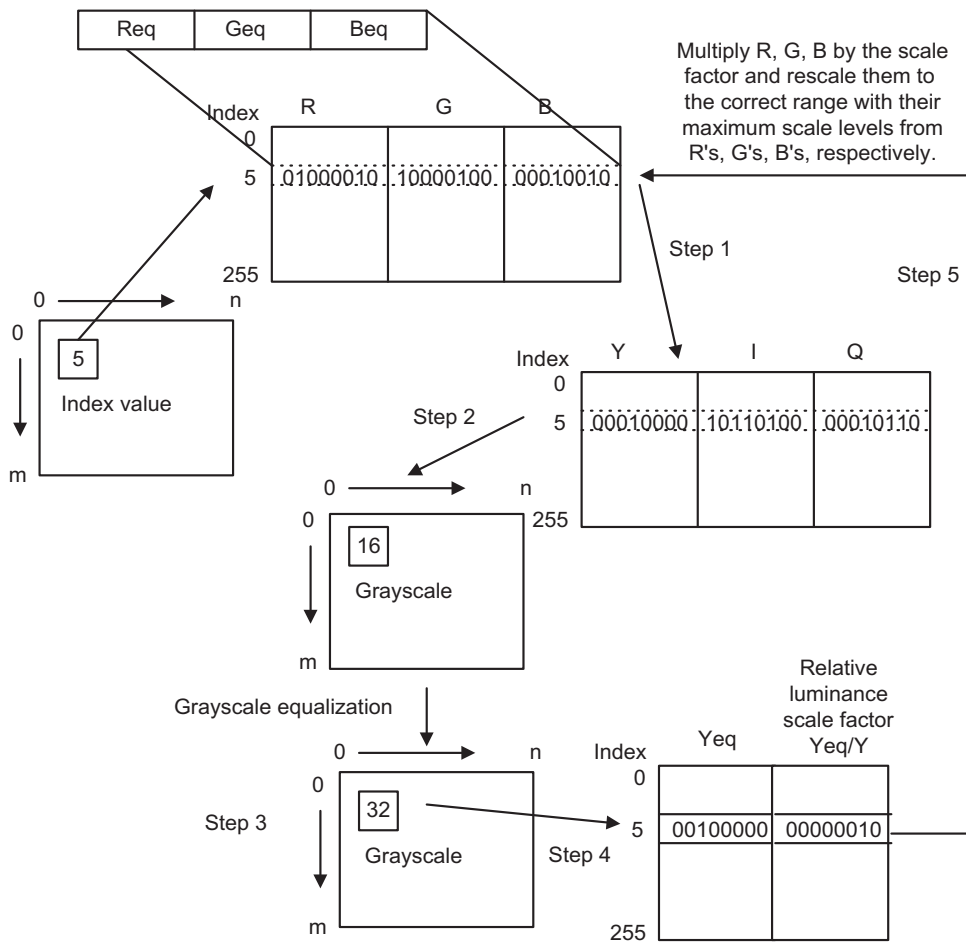 Req Geq Beq
Multiply R, G, B by the scale
factor and rescale them to
the correct range with their
maximum scale levels from
R's, G's, B's, respectively.
R G B
Index
0
5 01000010 10000100 00010010
255
Step 1
Step 5
0 n
0
5
Index value
m
Y I Q
Index
0
5 00010000 10110100 00010110
255
Step 2
0 n
0
16
Grayscale
m
Grayscale equalization
0 n
0
32
Grayscale
m
Step 3
Step 4
Relative
luminance
scale factor
Yeq/Y
Yeq
Index
0
5 00100000 00000010
255